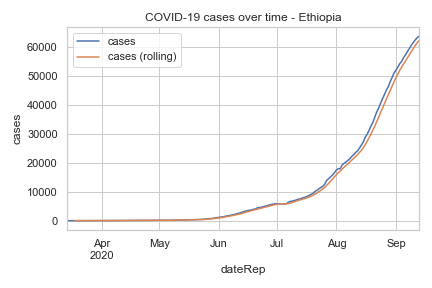 COVID-19 cases over time - Ethiopia
cases
cases (rolling)
60000
50000
40000
30000
20000
10000
0
cases
Apr
2020
May
Jun
Jul
Aug
Sep
dateRep